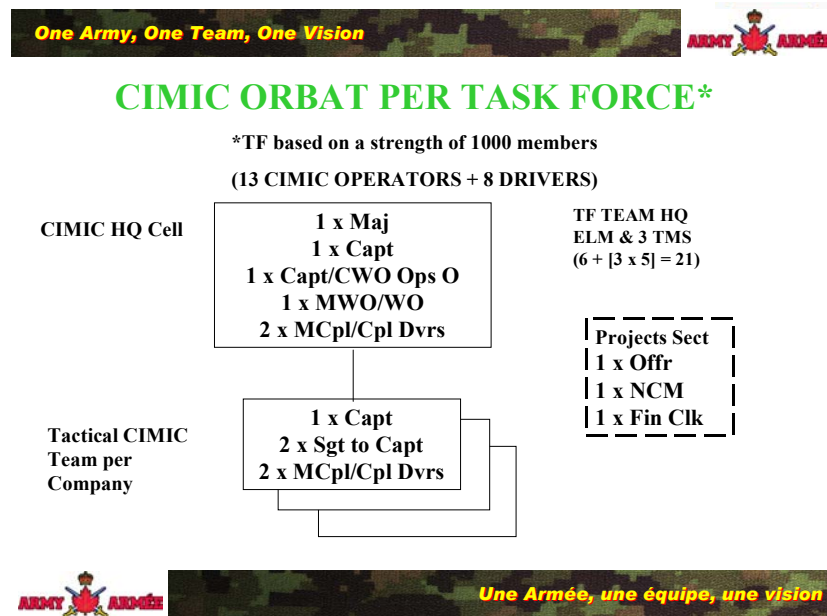 One Army, One Team, One Vision
ARMY ARMÉE
CIMIC ORBAT PER TASK FORCE*
*TF based on a strength of 1000 members
(13 CIMIC OPERATORS + 8 DRIVERS)
CIMIC HQ Cell
1 x Maj
1 x Capt
1 x Capt/CWO Ops O
1 x MWO/WO
2 x MCpl/Cpl Dvrs
TF TEAM HQ
ELM & 3 TMS
(6 + [3 x 5] = 21)
Projects Sect
1 x Offr
1 x NCM
1 x Fin Clk
Tactical CIMIC
Team per
Company
1 x Capt
2 x Sgt to Capt
2 x MCpl/Cpl Dvrs
ARMY ARMÉE
Une Armée, une équipe, une vision